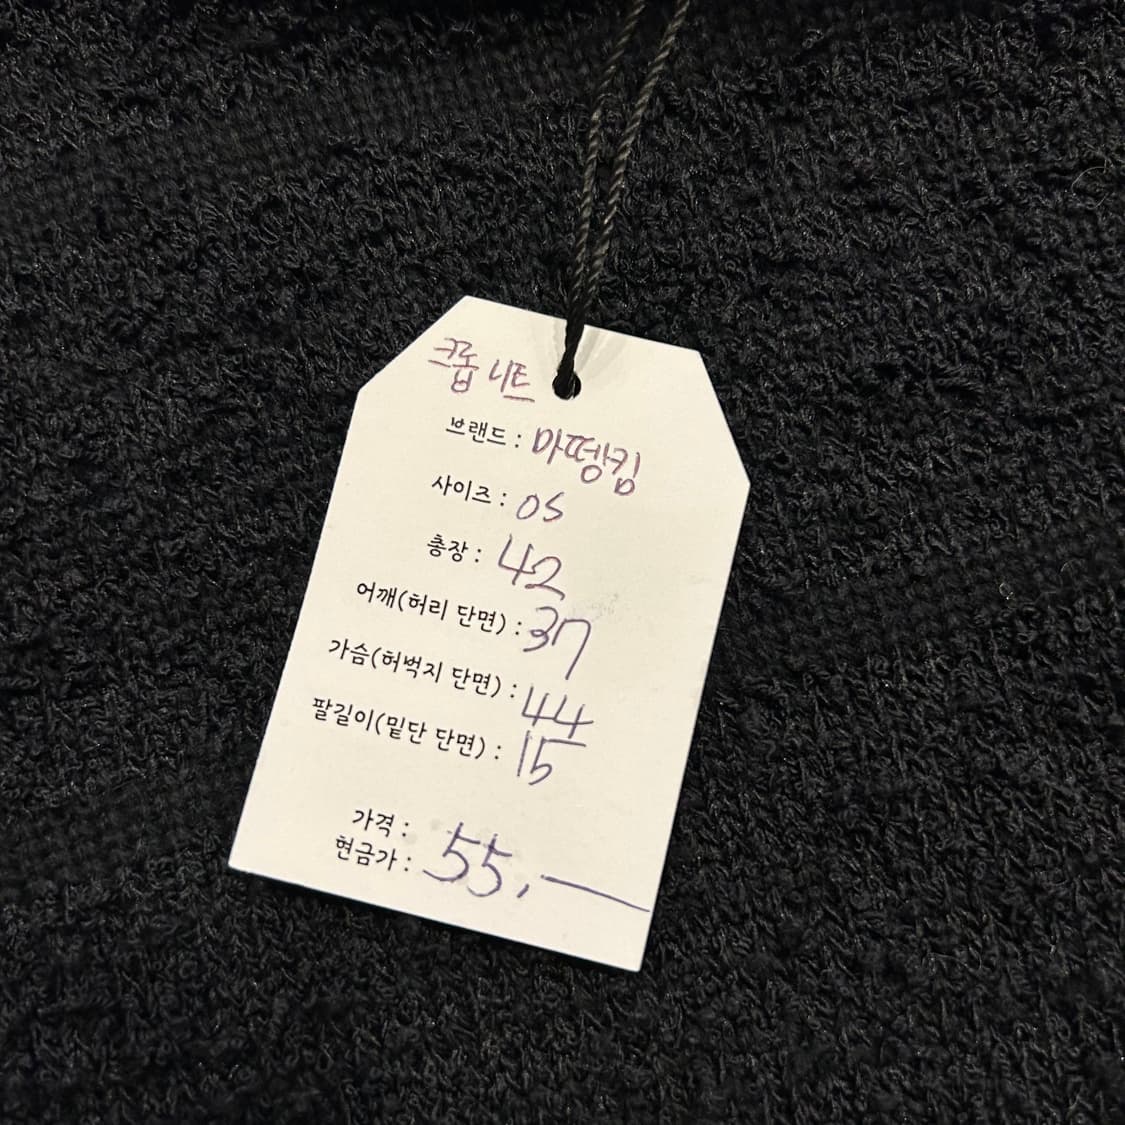 크롭 니트
브랜드 : 마땡킴
사이즈 : OS
총장 : 42
어깨(허리 단면) : 37
가슴(허벅지 단면) : 44
팔길이(밑단 단면) : 15
가격 :
현금가 : 55,—